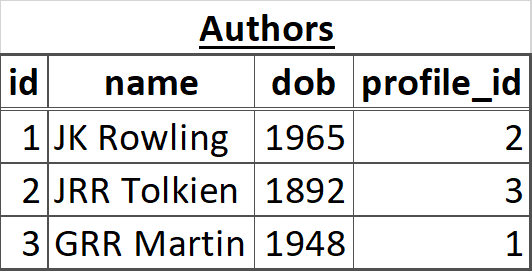 Authors
id name dob profile_id
1 JK Rowling 1965 2
2 JRR Tolkien 1892 3
3 GRR Martin 1948 1